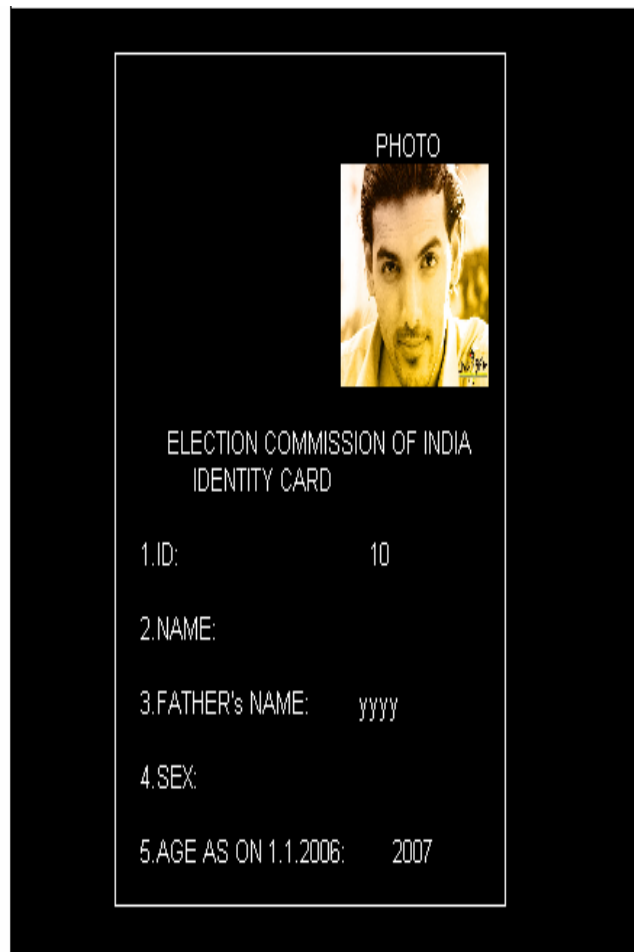 PHOTO
ELECTION COMMISSION OF INDIA
IDENTITY CARD
1.ID: 10
2.NAME:
3.FATHER's NAME: yyyy
4.SEX:
5.AGE AS ON 1.1.2006: 2007